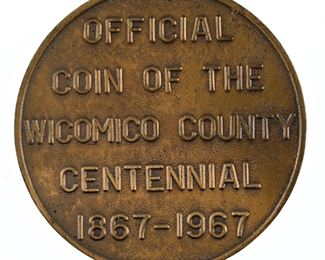 OFFICIAL
COIN OF THE
WICOMICO COUNTY
CENTENNIAL
1867-1967